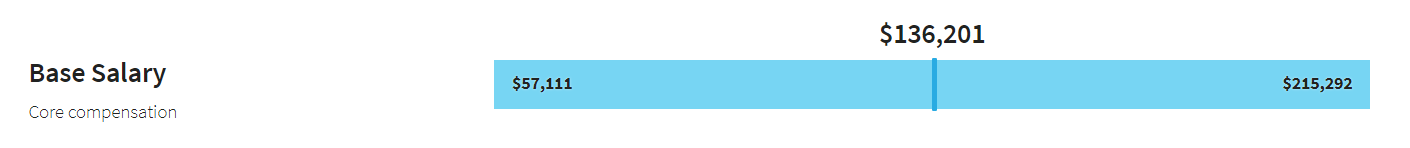 $136,201
Base Salary
$57,111 $215,292
Core compensation